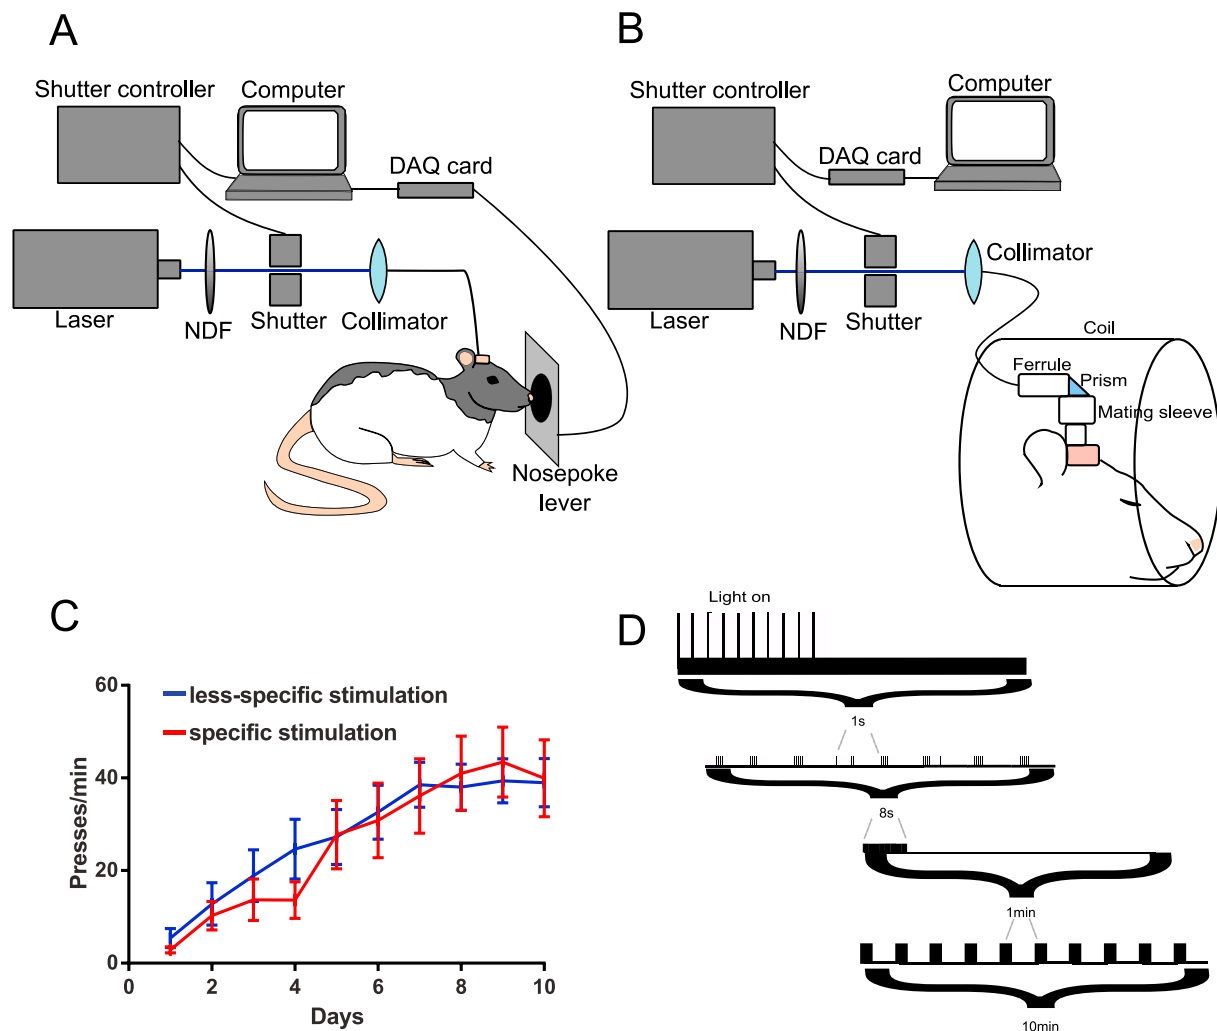 A
Shutter controller
Computer
DAQ card
Laser
NDF
Shutter
Collimator
Nosepoke
lever
B
Shutter controller
Computer
DAQ card
Collimator
Laser
NDF
Shutter
Coil
Ferrule
Prism
Mating sleeve
C
less-specific stimulation
specific stimulation
Presses/min
60
40
20
0
0 2 4 6 8 10
Days
D
Light on
1s
8s
1min
10min